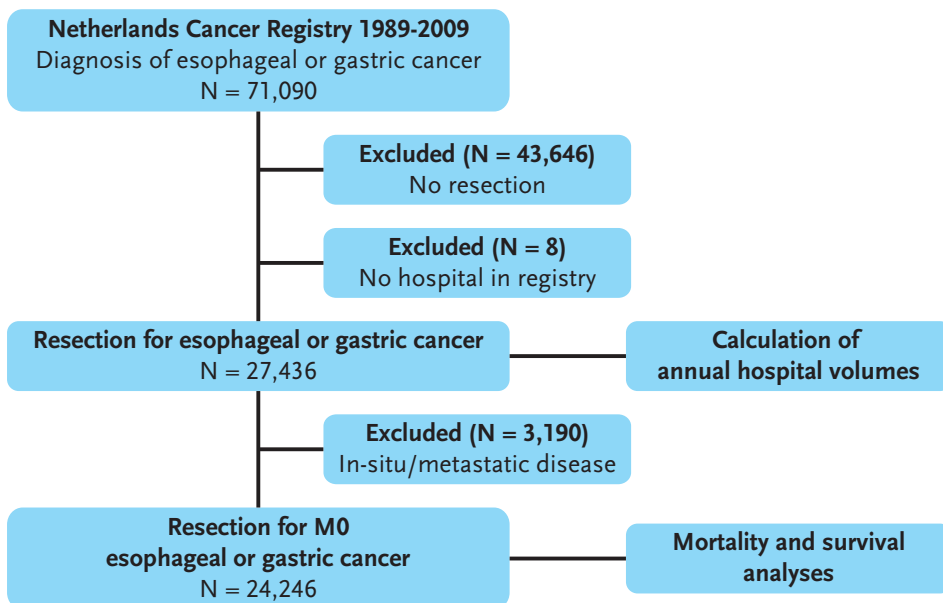 Netherlands Cancer Registry 1989-2009
Diagnosis of esophageal or gastric cancer
N = 71,090
Excluded (N = 43,646)
No resection
Excluded (N = 8)
No hospital in registry
Resection for esophageal or gastric cancer
N = 27,436
Calculation of
annual hospital volumes
Excluded (N = 3,190)
In-situ/metastatic disease
Resection for M0
esophageal or gastric cancer
N = 24,246
Mortality and survival
analyses